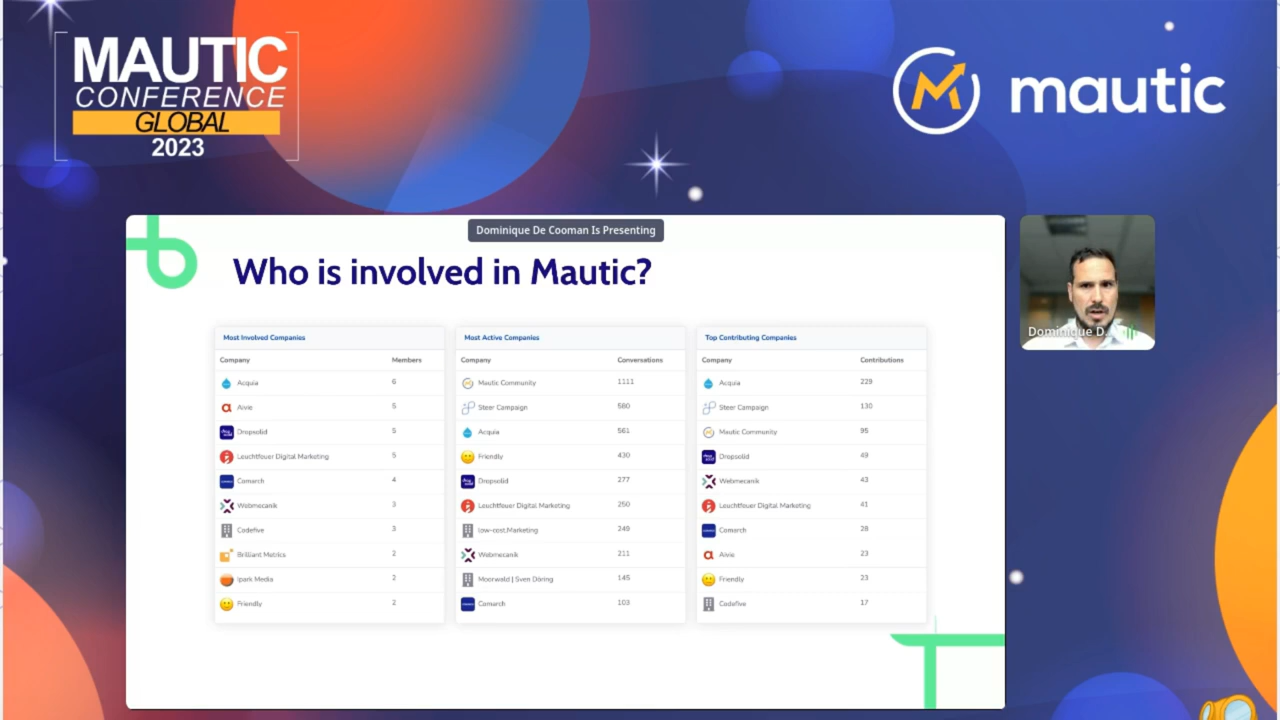 MAUTIC
CONFERENCE
GLOBAL
2023
mautic
Dominique De Cooman Is Presenting
Who is involved in Mautic?
Most Involved Companies
Company Members
Acquia 6
Aivie 5
Dropsolid 5
Leuchtfeuer Digital Marketing 5
Comarch 4
Webmecanik 3
Codefive 3
Brilliant Metrics 2
Ipark Media 2
Friendly 2
Most Active Companies
Company Conversations
Mautic Community 1111
Steer Campaign 580
Acquia 561
Friendly 430
Dropsolid 277
Leuchtfeuer Digital Marketing 250
low-cost.Marketing 249
Webmecanik 211
Moorwald | Sven Döring 145
Comarch 103
Top Contributing Companies
Company Contributions
Acquia 229
Steer Campaign 130
Mautic Community 95
Dropsolid 49
Webmecanik 43
Leuchtfeuer Digital Marketing 41
Comarch 28
Aivie 23
Friendly 23
Codefive 17
Dominique D...